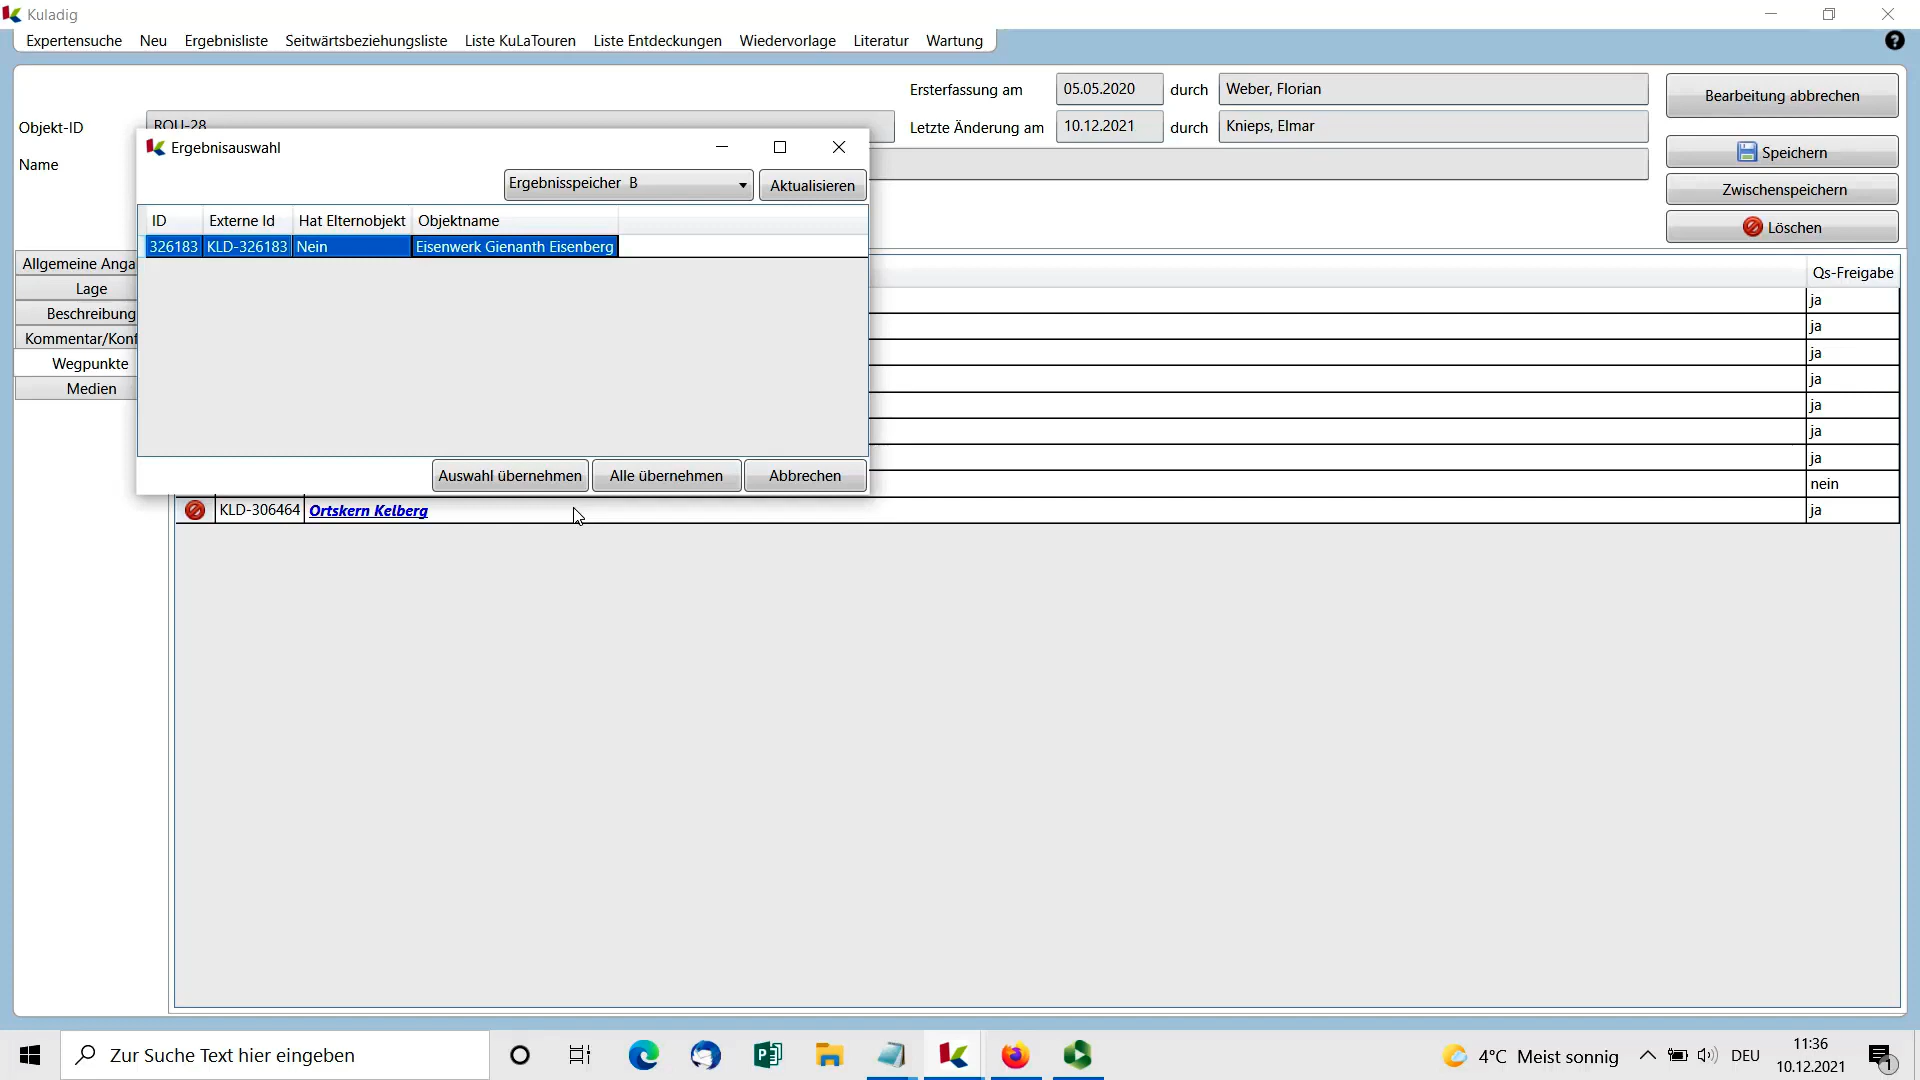 Kuladig
Expertensuche Neu Ergebnisliste Seitwärtsbeziehungsliste Liste KuLaTouren Liste Entdeckungen Wiedervorlage Literatur Wartung
Ersterfassung am 05.05.2020 durch Weber, Florian
Bearbeitung abbrechen
Objekt-ID ROU-28 Letzte Änderung am 10.12.2021 durch Knieps, Elmar
Name
Speichern
Zwischenspeichern
Löschen
Ergebnisauswahl
Ergebnisspeicher B Aktualisieren
ID Externe Id Hat Elternobjekt Objektname
326183 KLD-326183 Nein Eisenwerk Gienanth Eisenberg
Auswahl übernehmen Alle übernehmen Abbrechen
Allgemeine Anga
Lage
Beschreibung
Kommentar/Konf
Wegpunkte
Medien
Qs-Freigabe
ja
ja
ja
ja
ja
ja
ja
nein
KLD-306464 Ortskern Kelberg ja
Zur Suche Text hier eingeben
4°C Meist sonnig DEU
11:36
10.12.2021
1